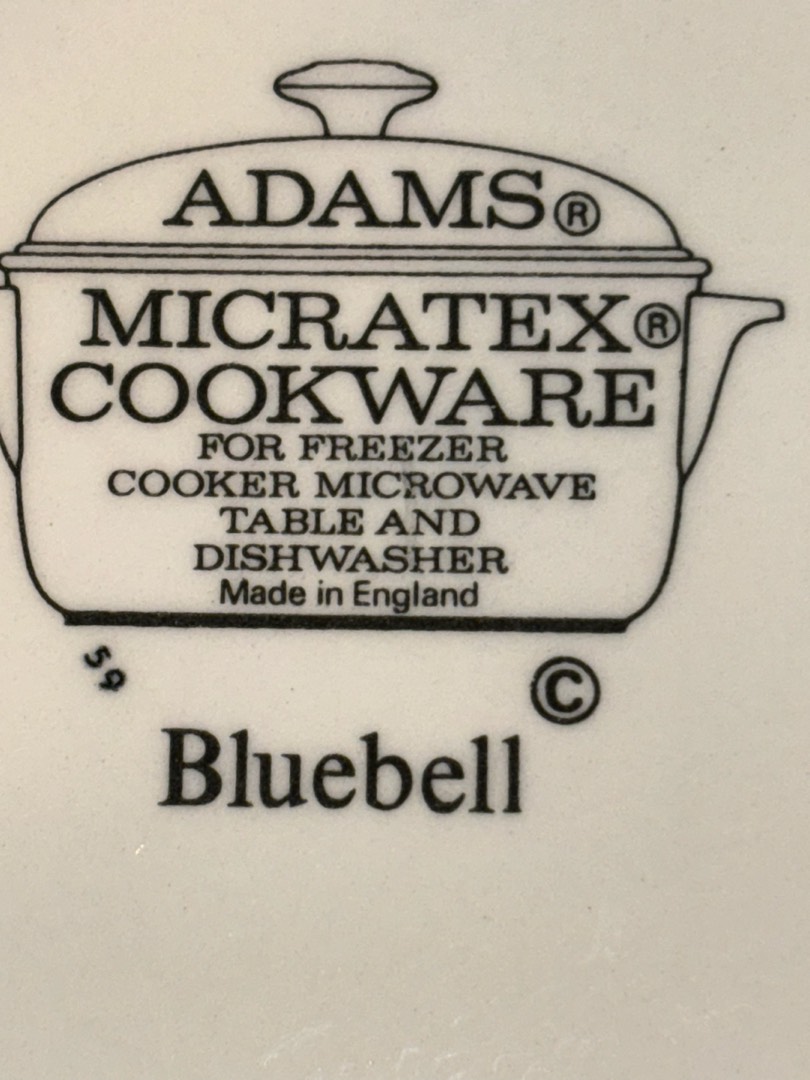 ADAMS®
MICRATEX®
COOKWARE
FOR FREEZER
COOKER MICROWAVE
TABLE AND
DISHWASHER
Made in England
59
©
Bluebell